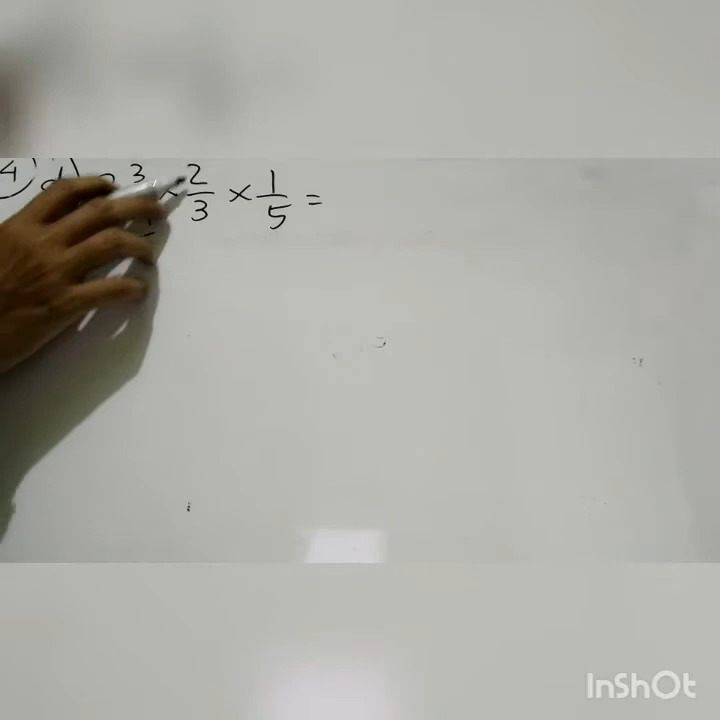 4) d) 3 × 2/3 × 1/5 =
InShOt